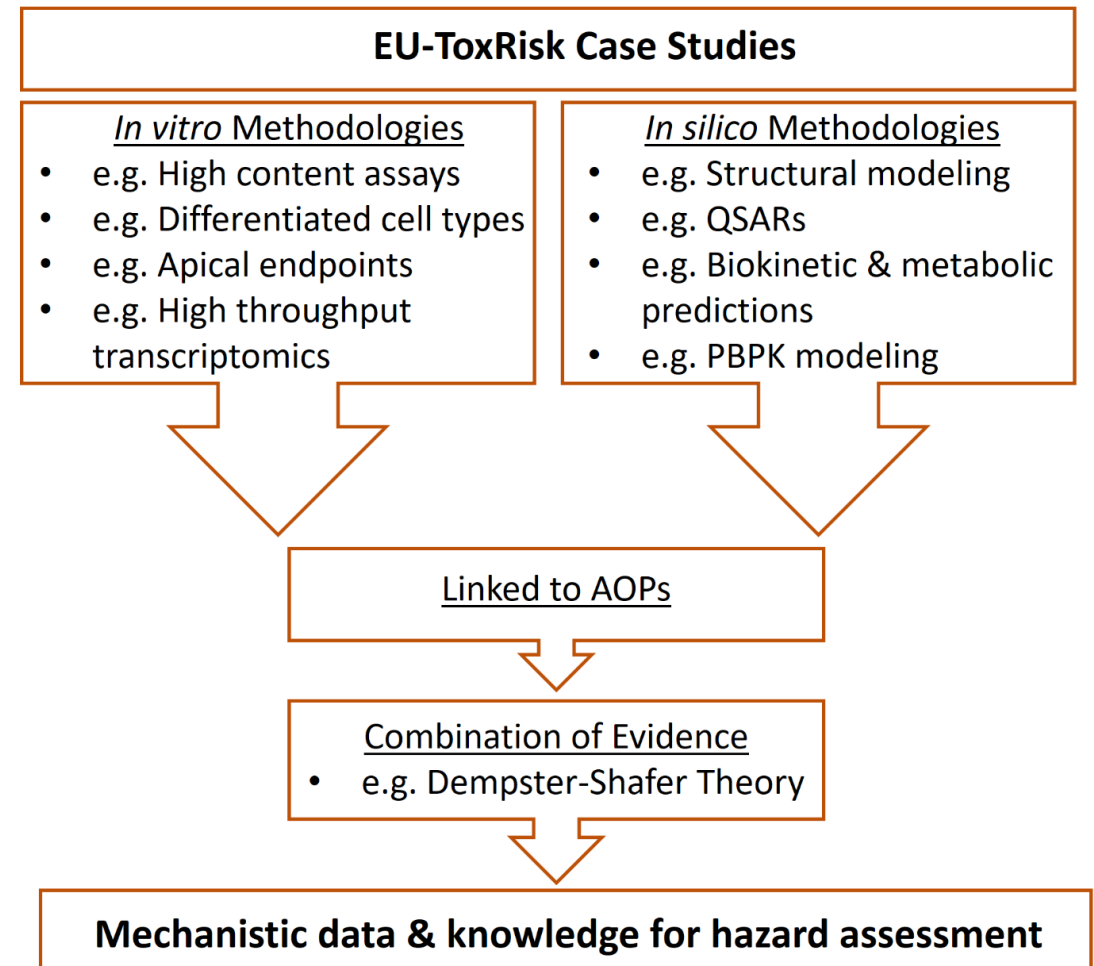 EU-ToxRisk Case Studies
In vitro Methodologies
• e.g. High content assays
• e.g. Differentiated cell types
• e.g. Apical endpoints
• e.g. High throughput
transcriptomics
In silico Methodologies
• e.g. Structural modeling
• e.g. QSARs
• e.g. Biokinetic & metabolic
predictions
• e.g. PBPK modeling
Linked to AOPs
Combination of Evidence
• e.g. Dempster-Shafer Theory
Mechanistic data & knowledge for hazard assessment